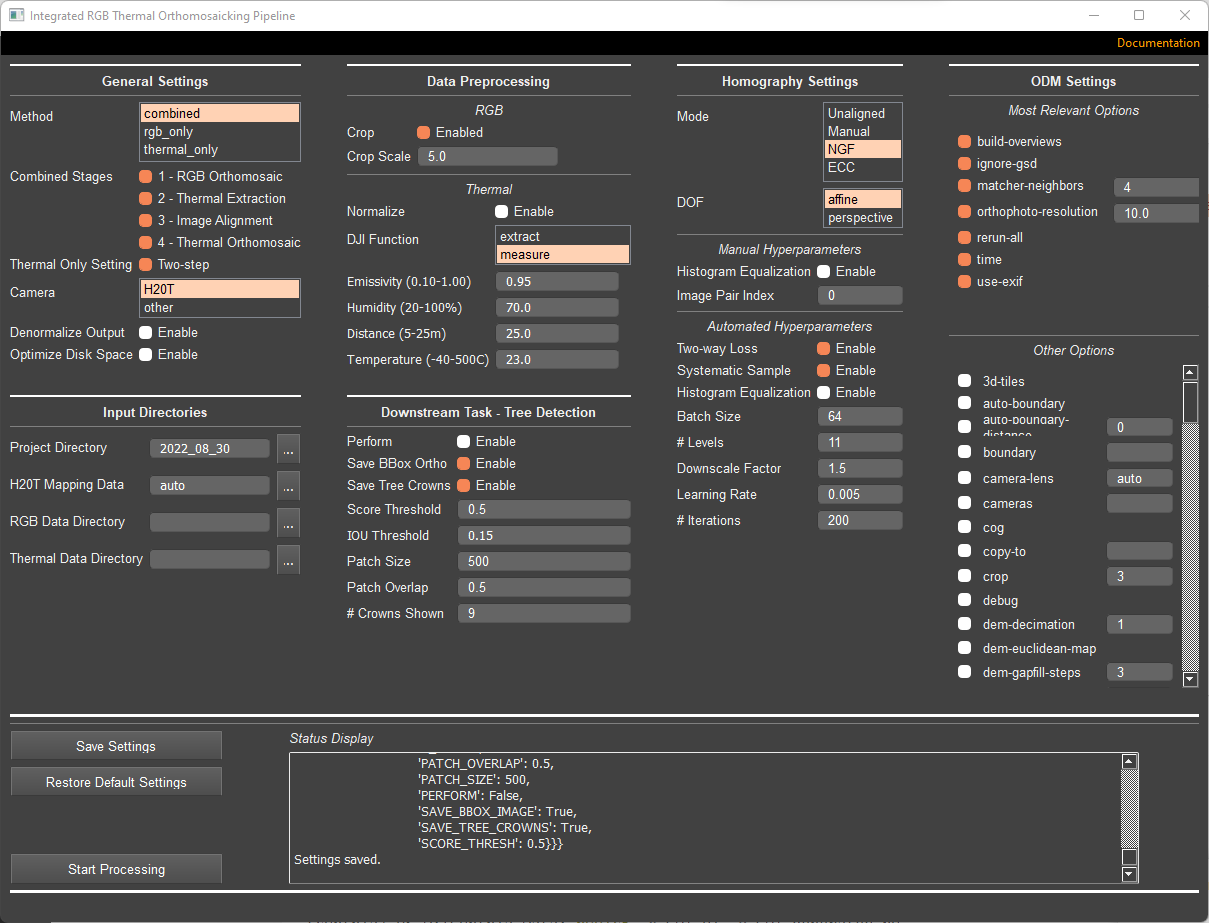 Integrated RGB Thermal Orthomosaicking Pipeline
Documentation
General Settings
Method
combined
rgb_only
thermal_only
Combined Stages
1 - RGB Orthomosaic
2 - Thermal Extraction
3 - Image Alignment
4 - Thermal Orthomosaic
Thermal Only Setting
Two-step
Camera
H20T
other
Denormalize Output
Enable
Optimize Disk Space
Enable
Input Directories
Project Directory
2022_08_30
...
H20T Mapping Data
auto
...
RGB Data Directory
...
Thermal Data Directory
...
Data Preprocessing
RGB
Crop
Enabled
Crop Scale
5.0
Thermal
Normalize
Enable
DJI Function
extract
measure
Emissivity (0.10-1.00)
0.95
Humidity (20-100%)
70.0
Distance (5-25m)
25.0
Temperature (-40-500C)
23.0
Downstream Task - Tree Detection
Perform
Enable
Save BBox Ortho
Enable
Save Tree Crowns
Enable
Score Threshold
0.5
IOU Threshold
0.15
Patch Size
500
Patch Overlap
0.5
# Crowns Shown
9
Homography Settings
Mode
Unaligned
Manual
NGF
ECC
DOF
affine
perspective
Manual Hyperparameters
Histogram Equalization
Enable
Image Pair Index
0
Automated Hyperparameters
Two-way Loss
Enable
Systematic Sample
Enable
Histogram Equalization
Enable
Batch Size
64
# Levels
11
Downscale Factor
1.5
Learning Rate
0.005
# Iterations
200
ODM Settings
Most Relevant Options
build-overviews
ignore-gsd
matcher-neighbors
4
orthophoto-resolution
10.0
rerun-all
time
use-exif
Other Options
3d-tiles
auto-boundary
auto-boundary-
distance
0
boundary
camera-lens
auto
cameras
cog
copy-to
crop
3
debug
dem-decimation
1
dem-euclidean-map
dem-gapfill-steps
3
Save Settings
Restore Default Settings
Start Processing
Status Display
'PATCH_OVERLAP': 0.5,
'PATCH_SIZE': 500,
'PERFORM': False,
'SAVE_BBOX_IMAGE': True,
'SAVE_TREE_CROWNS': True,
'SCORE_THRESH': 0.5}}}
Settings saved.